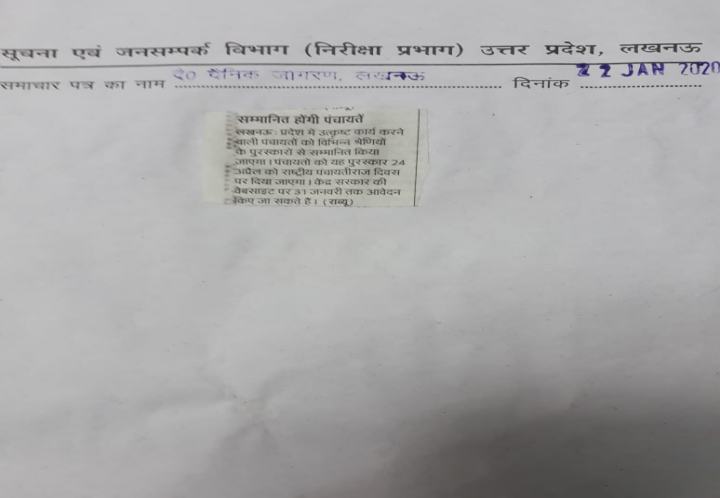 सूचना एवं जनसम्पर्क विभाग (निरीक्षा प्रभाग) उत्तर प्रदेश, लखनऊ
समाचार पत्र का नाम दै० दैनिक जागरण, लखनऊ दिनांक 22 JAN 2020
सम्मानित होंगी पंचायतें
लखनऊ: प्रदेश में उत्कृष्ट कार्य करने
वाली पंचायतों को विभिन्न श्रेणियों
के पुरस्कारों से सम्मानित किया
जाएगा। पंचायतों को यह पुरस्कार 24
अप्रैल को राष्ट्रीय पंचायतीराज दिवस
पर दिया जाएगा। केंद्र सरकार की
वेबसाइट पर 31 जनवरी तक आवेदन
किए जा सकते हैं। (राब्यू)